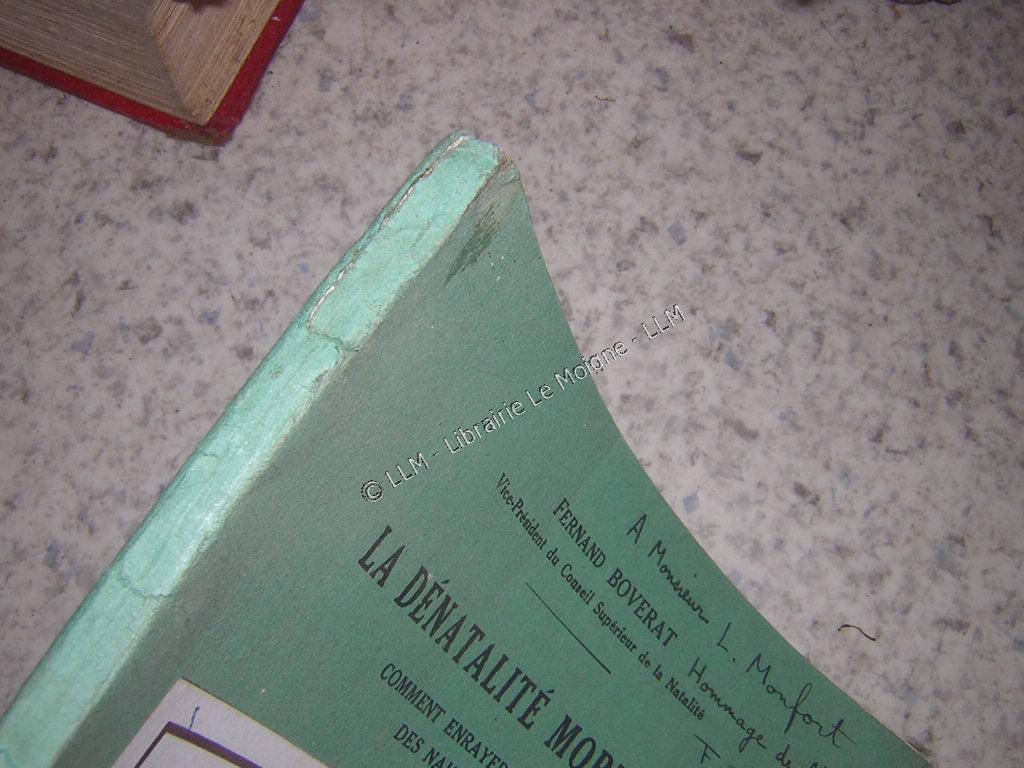 A Monsieur L. Monfort
Hommage de
F
FERNAND BOVERAT
Vice-Président du Conseil Supérieur de la Natalité
LA DÉNATALITÉ
COMMENT ENRAYER
DES
© LLM - Librairie Le Moigne - LLM